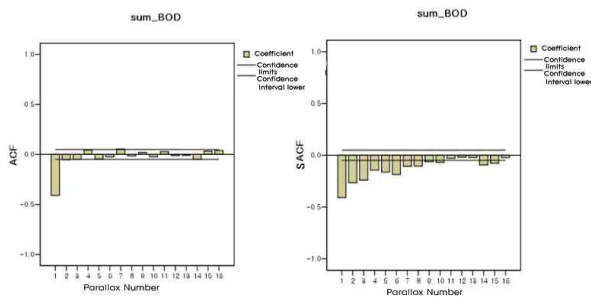 sum_BOD
1.0
0.5
0.0
−0.5
−1.0
ACF
1 2 3 4 5 6 7 8 9 10 11 12 13 14 15 16
Parallax Number
Coefficient
Confidence
limits
Confidence
Interval lower
sum_BOD
1.0
0.5
0.0
−0.5
−1.0
SACF
1 2 3 4 5 6 7 8 9 10 11 12 13 14 15 16
Parallax Number
Coefficient
Confidence
limits
Confidence
Interval lower